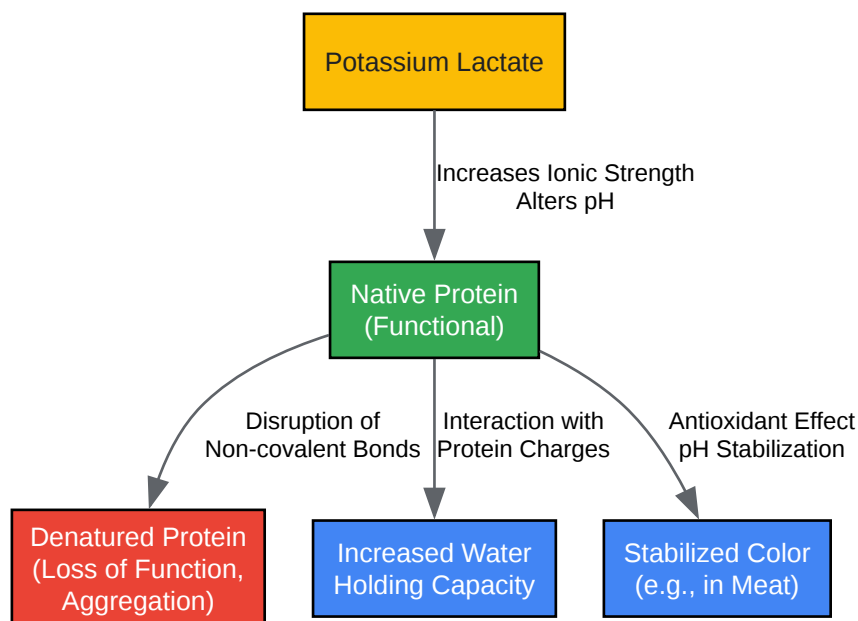 Potassium Lactate
Increases Ionic Strength
Alters pH
Native Protein
(Functional)
Disruption of
Non-covalent Bonds
Interaction with
Protein Charges
Antioxidant Effect
pH Stabilization
Denatured Protein
(Loss of Function,
Aggregation)
Increased Water
Holding Capacity
Stabilized Color
(e.g., in Meat)